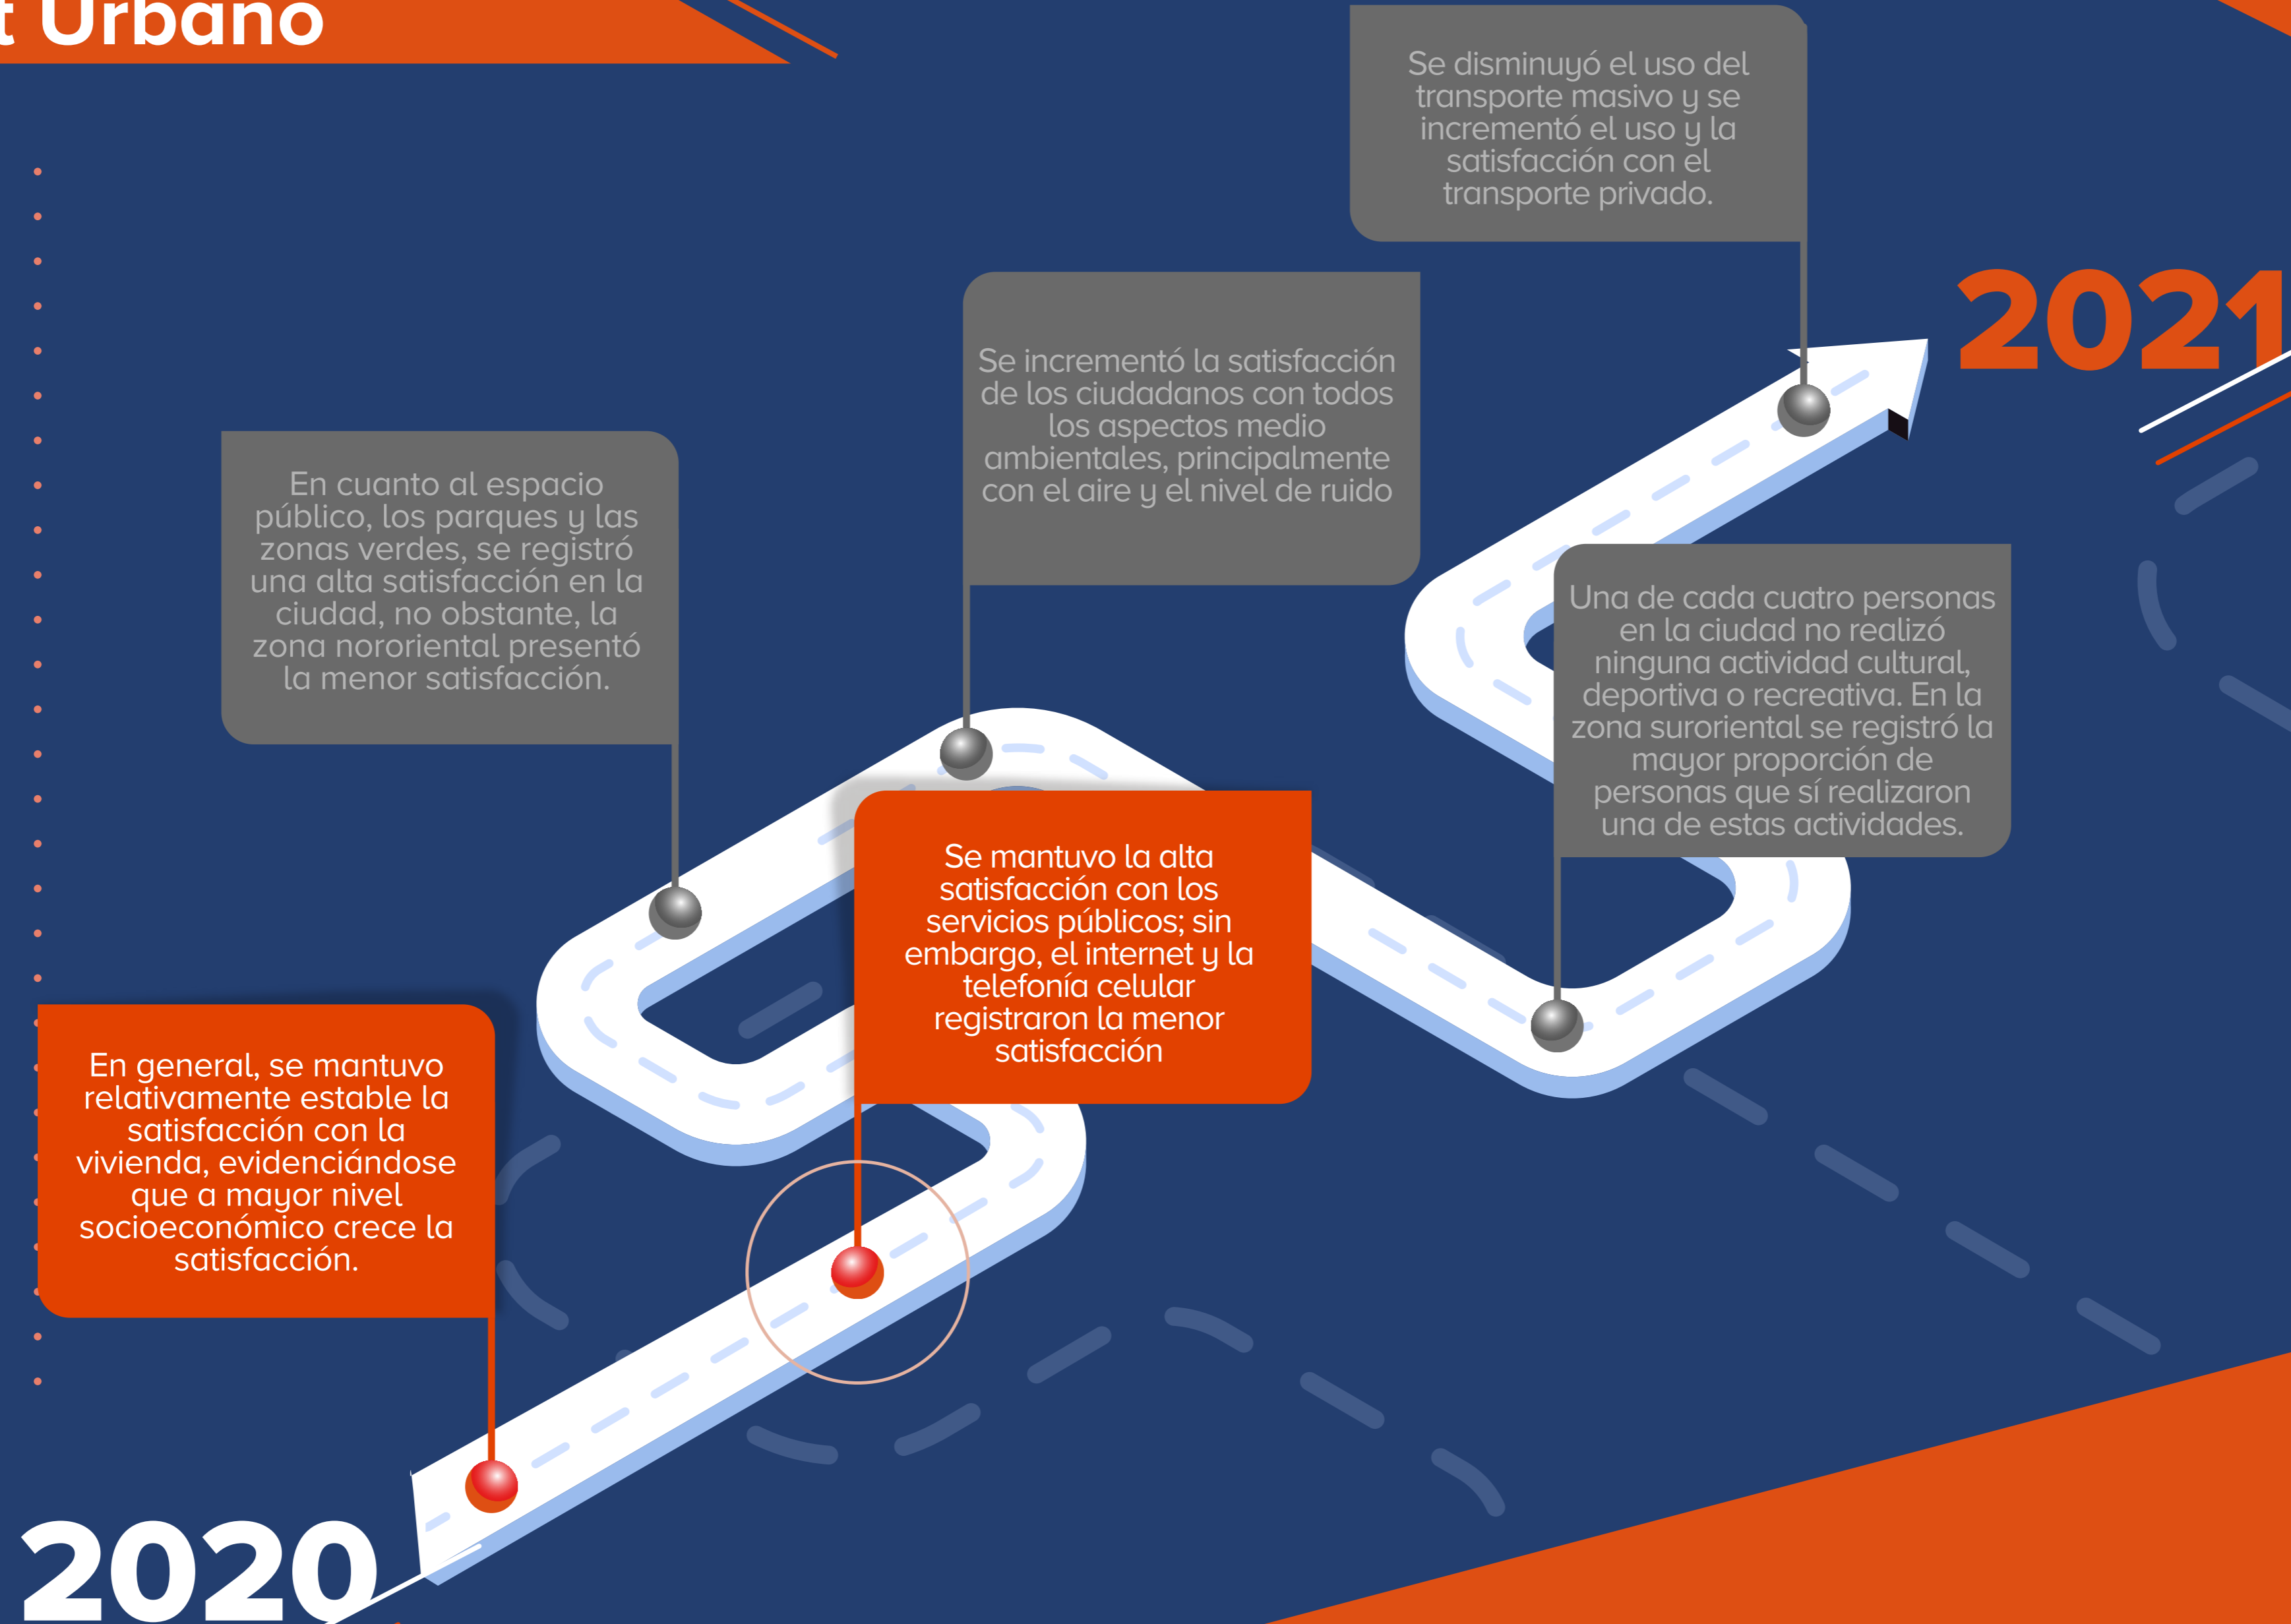 t Urbano
Se disminuyó el uso del
transporte masivo y se
incrementó el uso y la
satisfacción con el
transporte privado.
2021
Se incrementó la satisfacción
de los ciudadanos con todos
los aspectos medio
ambientales, principalmente
con el aire y el nivel de ruido
En cuanto al espacio
público, los parques y las
zonas verdes, se registró
una alta satisfacción en la
ciudad, no obstante, la
zona nororiental presentó
la menor satisfacción.
Una de cada cuatro personas
en la ciudad no realizó
ninguna actividad cultural,
deportiva o recreativa. En la
zona suroriental se registró la
mayor proporción de
personas que sí realizaron
una de estas actividades.
Se mantuvo la alta
satisfacción con los
servicios públicos; sin
embargo, el internet y la
telefonía celular
registraron la menor
satisfacción
En general, se mantuvo
relativamente estable la
satisfacción con la
vivienda, evidenciándose
que a mayor nivel
socioeconómico crece la
satisfacción.
2020